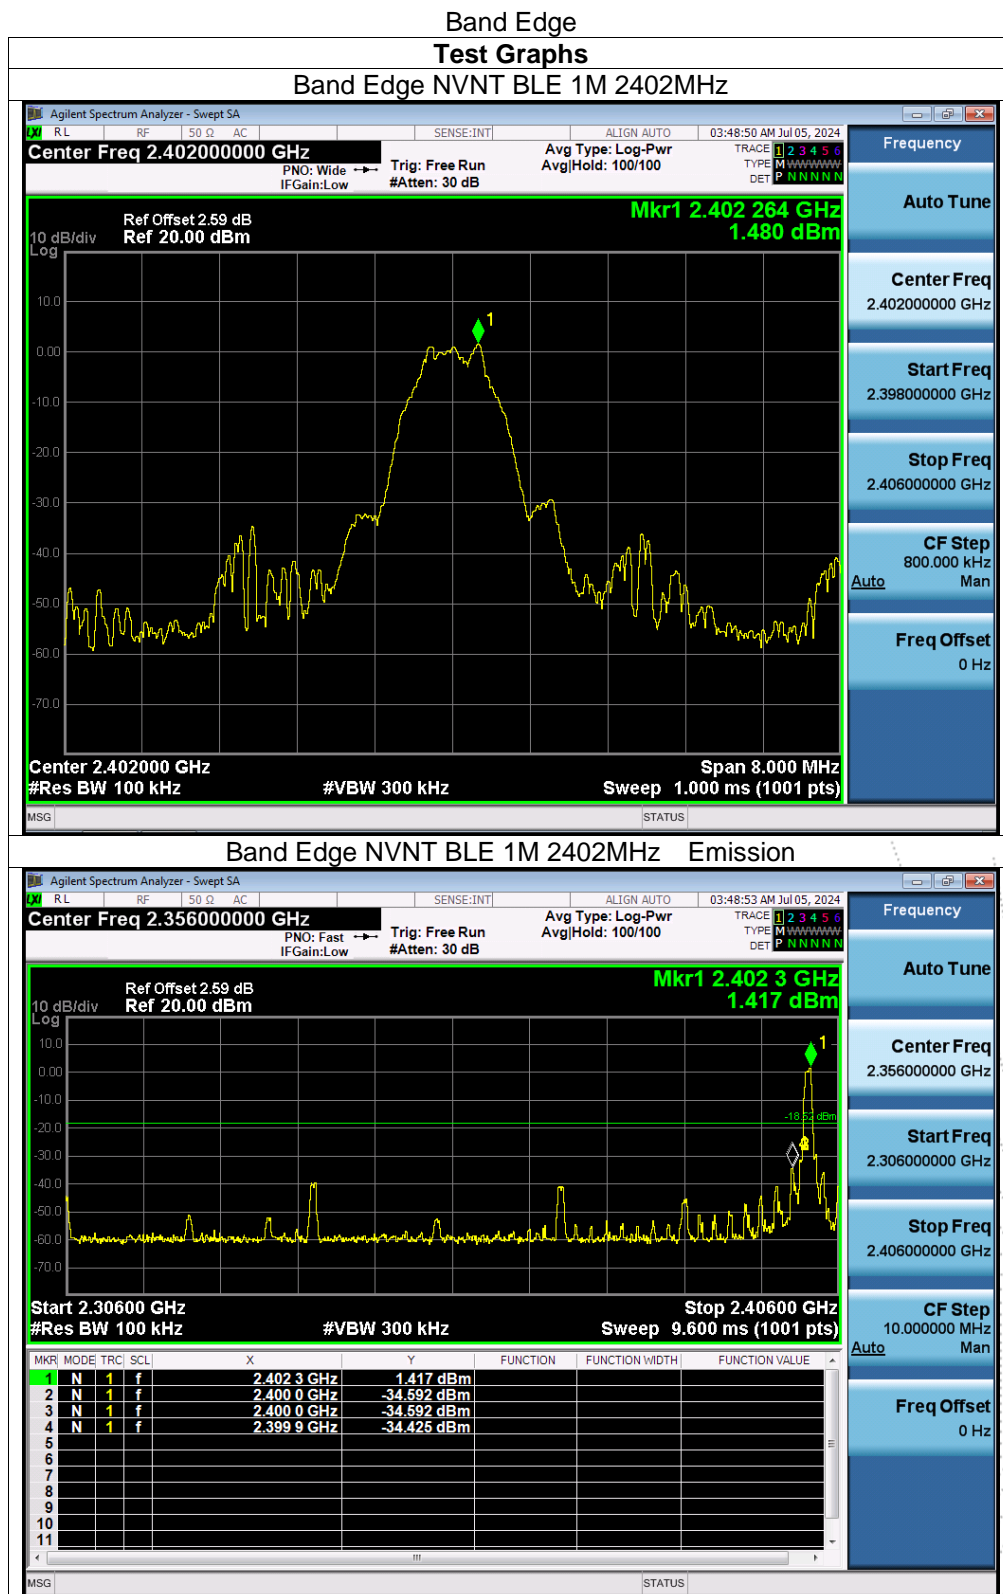 Band Edge
Test Graphs
Band Edge NVNT BLE 1M 2402MHz
Agilent Spectrum Analyzer - Swept SA
LXI RL RF 50 Ω AC SENSE:INT ALIGN AUTO 03:48:50 AM Jul 05, 2024
Center Freq 2.402000000 GHz
PNO: Wide
IFGain:Low
Trig: Free Run
#Atten: 30 dB
Avg Type: Log-Pwr
Avg|Hold: 100/100
TRACE 1 2 3 4 5 6
TYPE M WWWWW
DET P N N N N N
Frequency
Auto Tune
Center Freq
2.402000000 GHz
Start Freq
2.398000000 GHz
Stop Freq
2.406000000 GHz
CF Step
800.000 kHz
Auto Man
Freq Offset
0 Hz
Mkr1 2.402 264 GHz
1.480 dBm
Ref Offset 2.59 dB
10 dB/div Ref 20.00 dBm
Log
10.0
0.00
-10.0
-20.0
-30.0
-40.0
-50.0
-60.0
-70.0
1
Center 2.402000 GHz Span 8.000 MHz
#Res BW 100 kHz #VBW 300 kHz Sweep 1.000 ms (1001 pts)
MSG STATUS
Band Edge NVNT BLE 1M 2402MHz Emission
Agilent Spectrum Analyzer - Swept SA
LXI RL RF 50 Ω AC SENSE:INT ALIGN AUTO 03:48:53 AM Jul 05, 2024
Center Freq 2.356000000 GHz
PNO: Fast
IFGain:Low
Trig: Free Run
#Atten: 30 dB
Avg Type: Log-Pwr
Avg|Hold: 100/100
TRACE 1 2 3 4 5 6
TYPE M WWWWW
DET P N N N N N
Frequency
Auto Tune
Center Freq
2.356000000 GHz
Start Freq
2.306000000 GHz
Stop Freq
2.406000000 GHz
CF Step
10.000000 MHz
Auto Man
Freq Offset
0 Hz
Mkr1 2.402 3 GHz
1.417 dBm
Ref Offset 2.59 dB
10 dB/div Ref 20.00 dBm
Log
10.0
0.00
-10.0
-20.0
-30.0
-40.0
-50.0
-60.0
-70.0
1
-18.52 dBm
Start 2.30600 GHz Stop 2.40600 GHz
#Res BW 100 kHz #VBW 300 kHz Sweep 9.600 ms (1001 pts)
MKR MODE TRC SCL X Y FUNCTION FUNCTION WIDTH FUNCTION VALUE
1 N 1 f 2.402 3 GHz 1.417 dBm
2 N 1 f 2.400 0 GHz -34.592 dBm
3 N 1 f 2.400 0 GHz -34.592 dBm
4 N 1 f 2.399 9 GHz -34.425 dBm
5
6
7
8
9
10
11
MSG STATUS